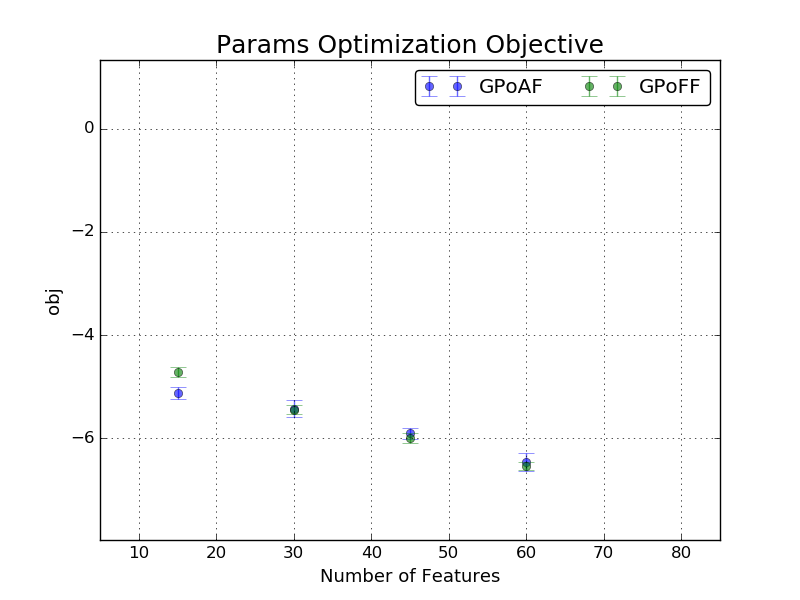 Params Optimization Objective
GPoAF GPoFF
0
−2
−4
−6
obj
10 20 30 40 50 60 70 80
Number of Features